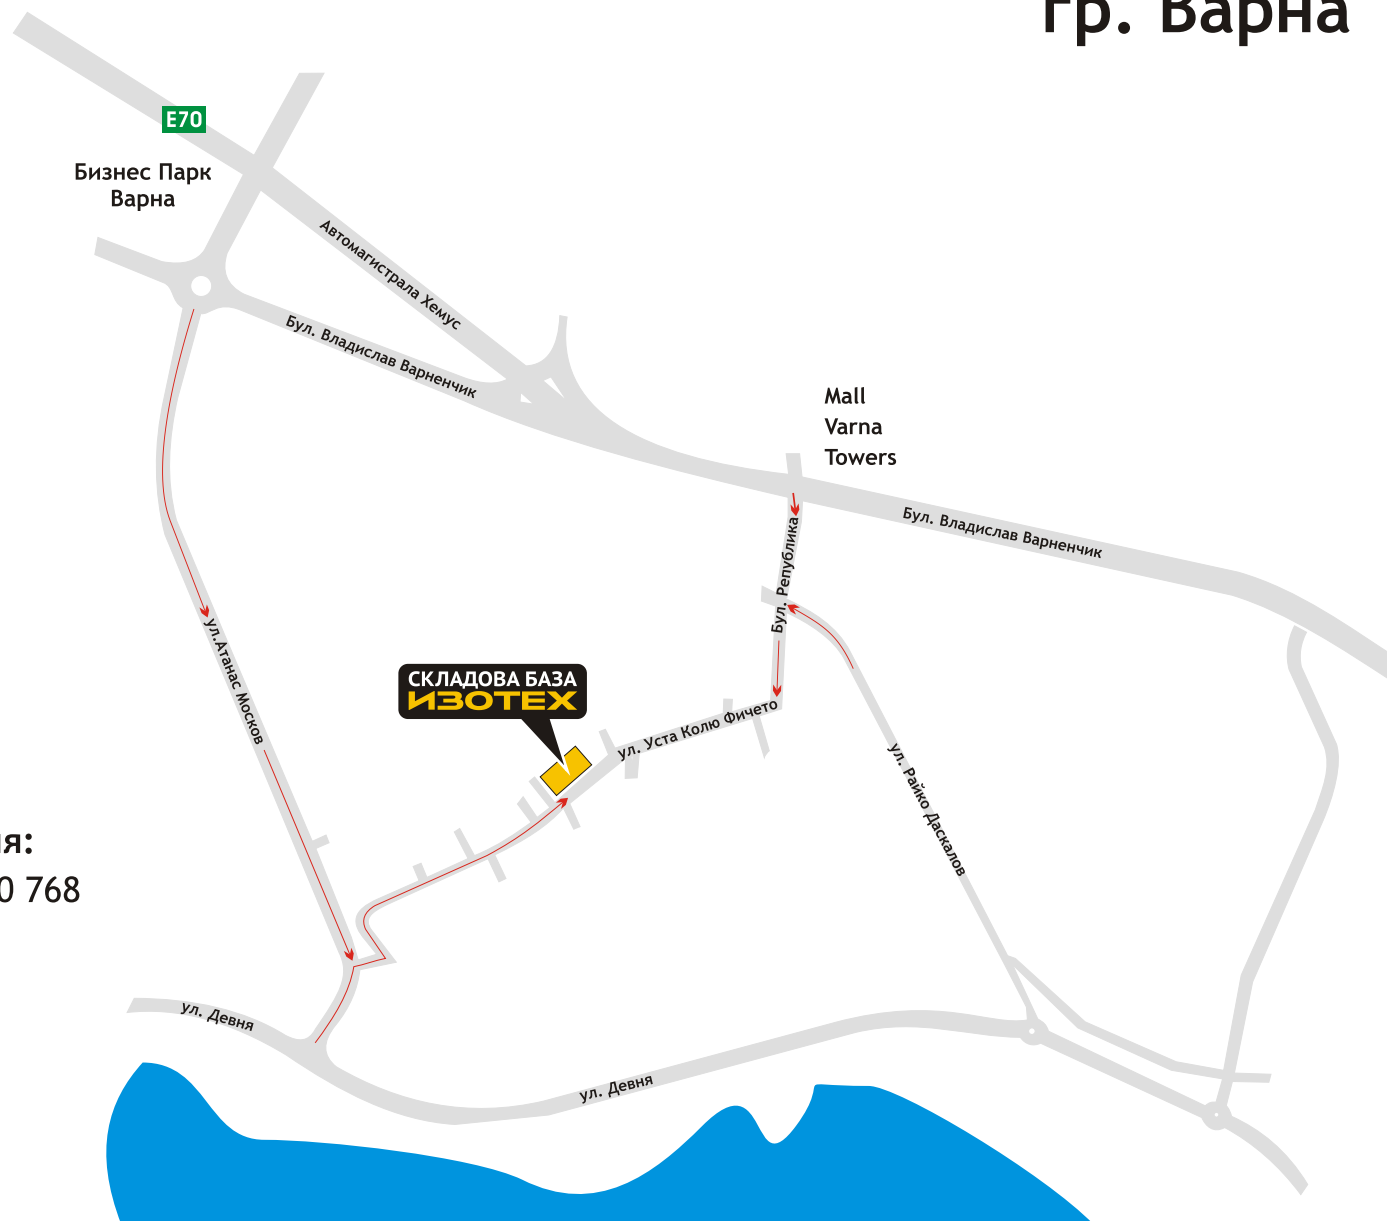 гр. Варна
E70
Бизнес Парк
Варна
Автомагистрала Хемус
Бул. Владислав Варненчик
Mall
Varna
Towers
Бул. Владислав Варненчик
Бул. Република
ул.Атанас Москов
СКЛАДОВА БАЗА
ИЗОТЕХ
ул. Уста Колю Фичето
ул. Райко Даскалов
я:
0 768
ул. Девня
ул. Девня